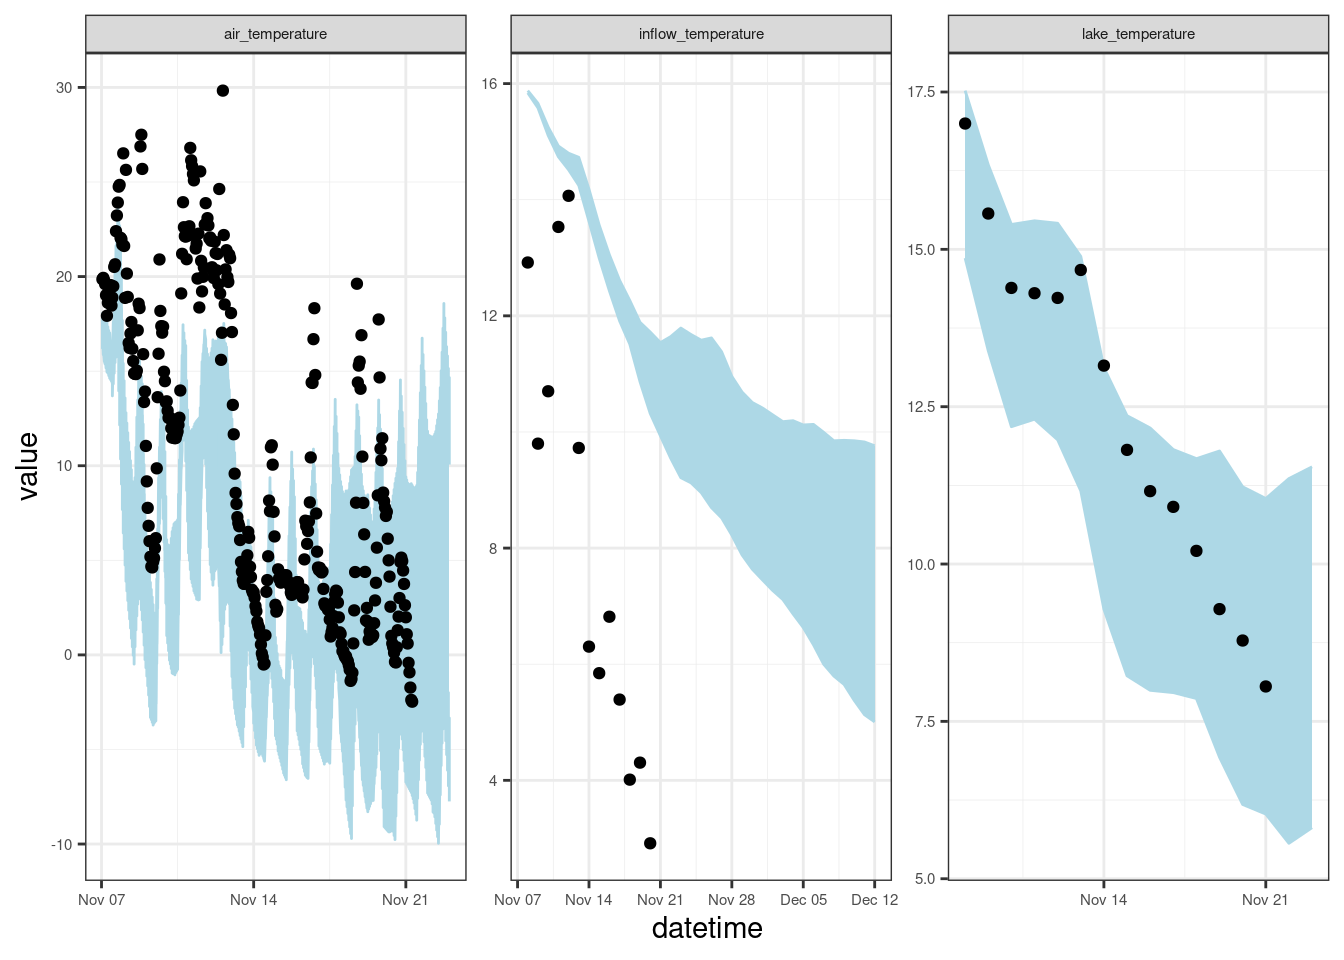 air_temperature
inflow_temperature
lake_temperature
value
30
20
10
0
-10
16
12
8
4
17.5
15.0
12.5
10.0
7.5
5.0
Nov 07
Nov 14
Nov 21
Nov 07
Nov 14
Nov 21
Nov 28
Dec 05
Dec 12
Nov 14
Nov 21
datetime